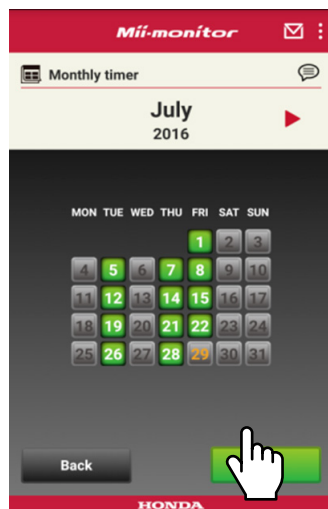 Mii-monitor
Monthly timer
July
2016
MON TUE WED THU FRI SAT SUN
1 2 3
4 5 6 7 8 9 10
11 12 13 14 15 16 17
18 19 20 21 22 23 24
25 26 27 28 29 30 31
Back
HONDA